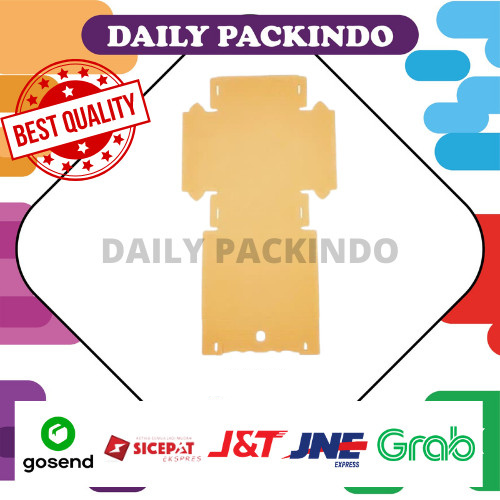 DAILY PACKINDO
BEST QUALITY
DAILY PACKINDO
gosend
SICEPAT
EKSPRES
J&T
JNE
EXPRESS
Grab